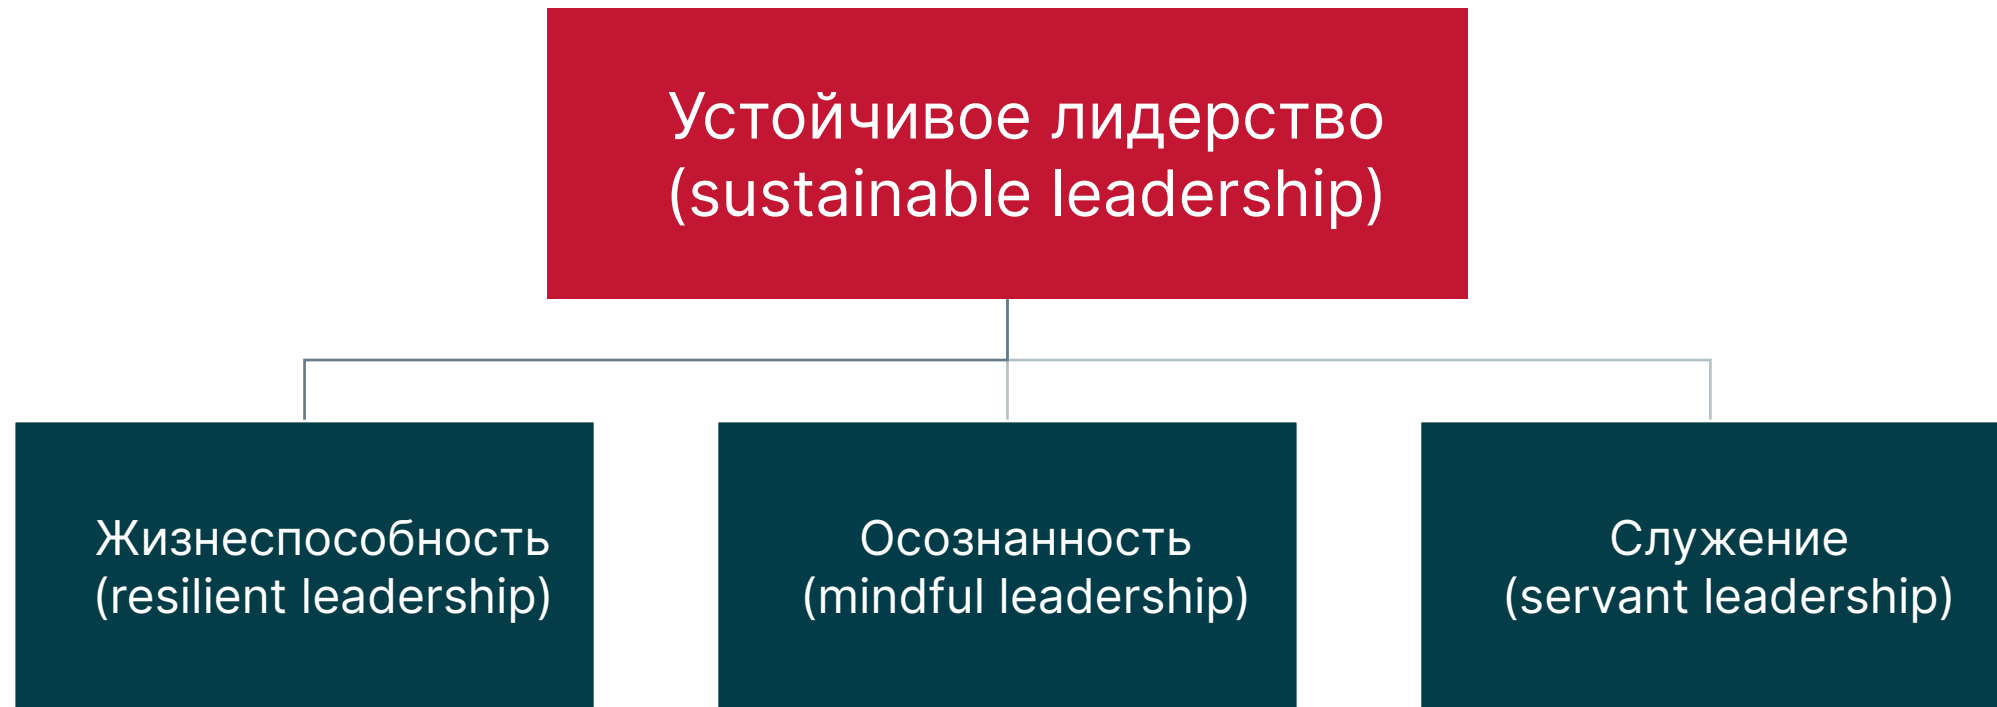 Устойчивое лидерство
(sustainable leadership)
Жизнеспособность
(resilient leadership)
Осознанность
(mindful leadership)
Служение
(servant leadership)